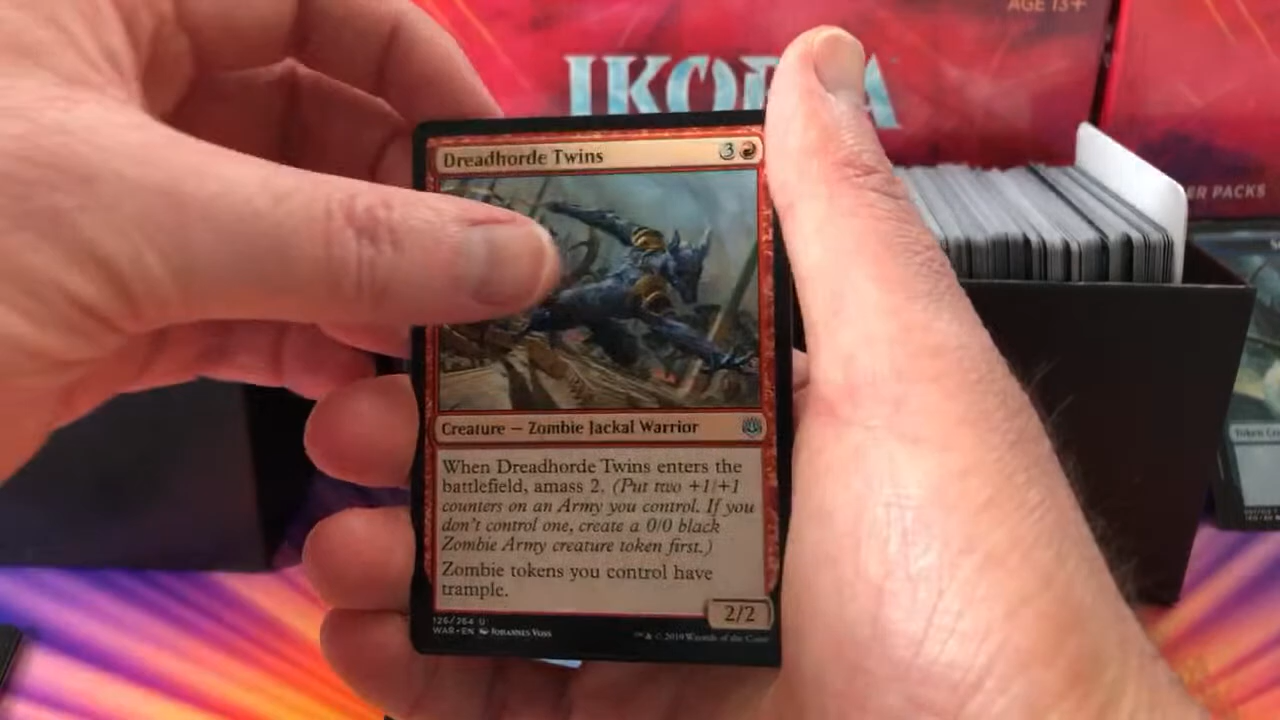 AGE 13+
IKORIA
ER PACKS
Dreadhorde Twins
3
Creature — Zombie Jackal Warrior
When Dreadhorde Twins enters the
battlefield, amass 2. (Put two +1/+1
counters on an Army you control. If you
don't control one, create a 0/0 black
Zombie Army creature token first.)
Zombie tokens you control have
trample.
2/2
126/264 U
WAR • EN Johannes Voss
™ & © 2019 Wizards of the Coast
Token